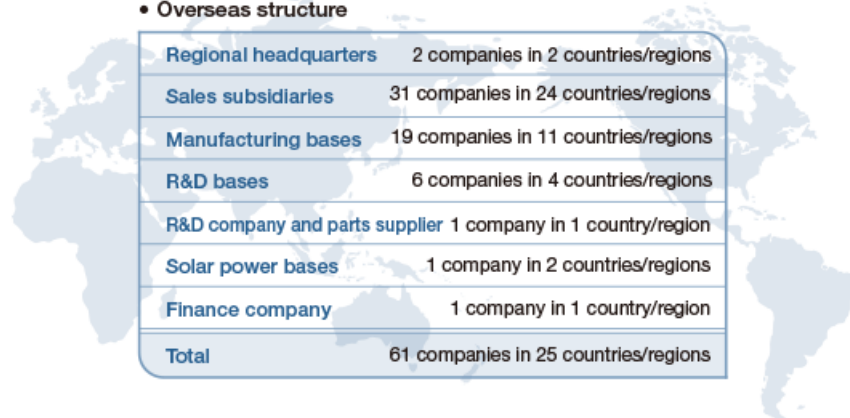 • Overseas structure
Regional headquarters 2 companies in 2 countries/regions
Sales subsidiaries 31 companies in 24 countries/regions
Manufacturing bases 19 companies in 11 countries/regions
R&D bases 6 companies in 4 countries/regions
R&D company and parts supplier 1 company in 1 country/region
Solar power bases 1 company in 2 countries/regions
Finance company 1 company in 1 country/region
Total 61 companies in 25 countries/regions